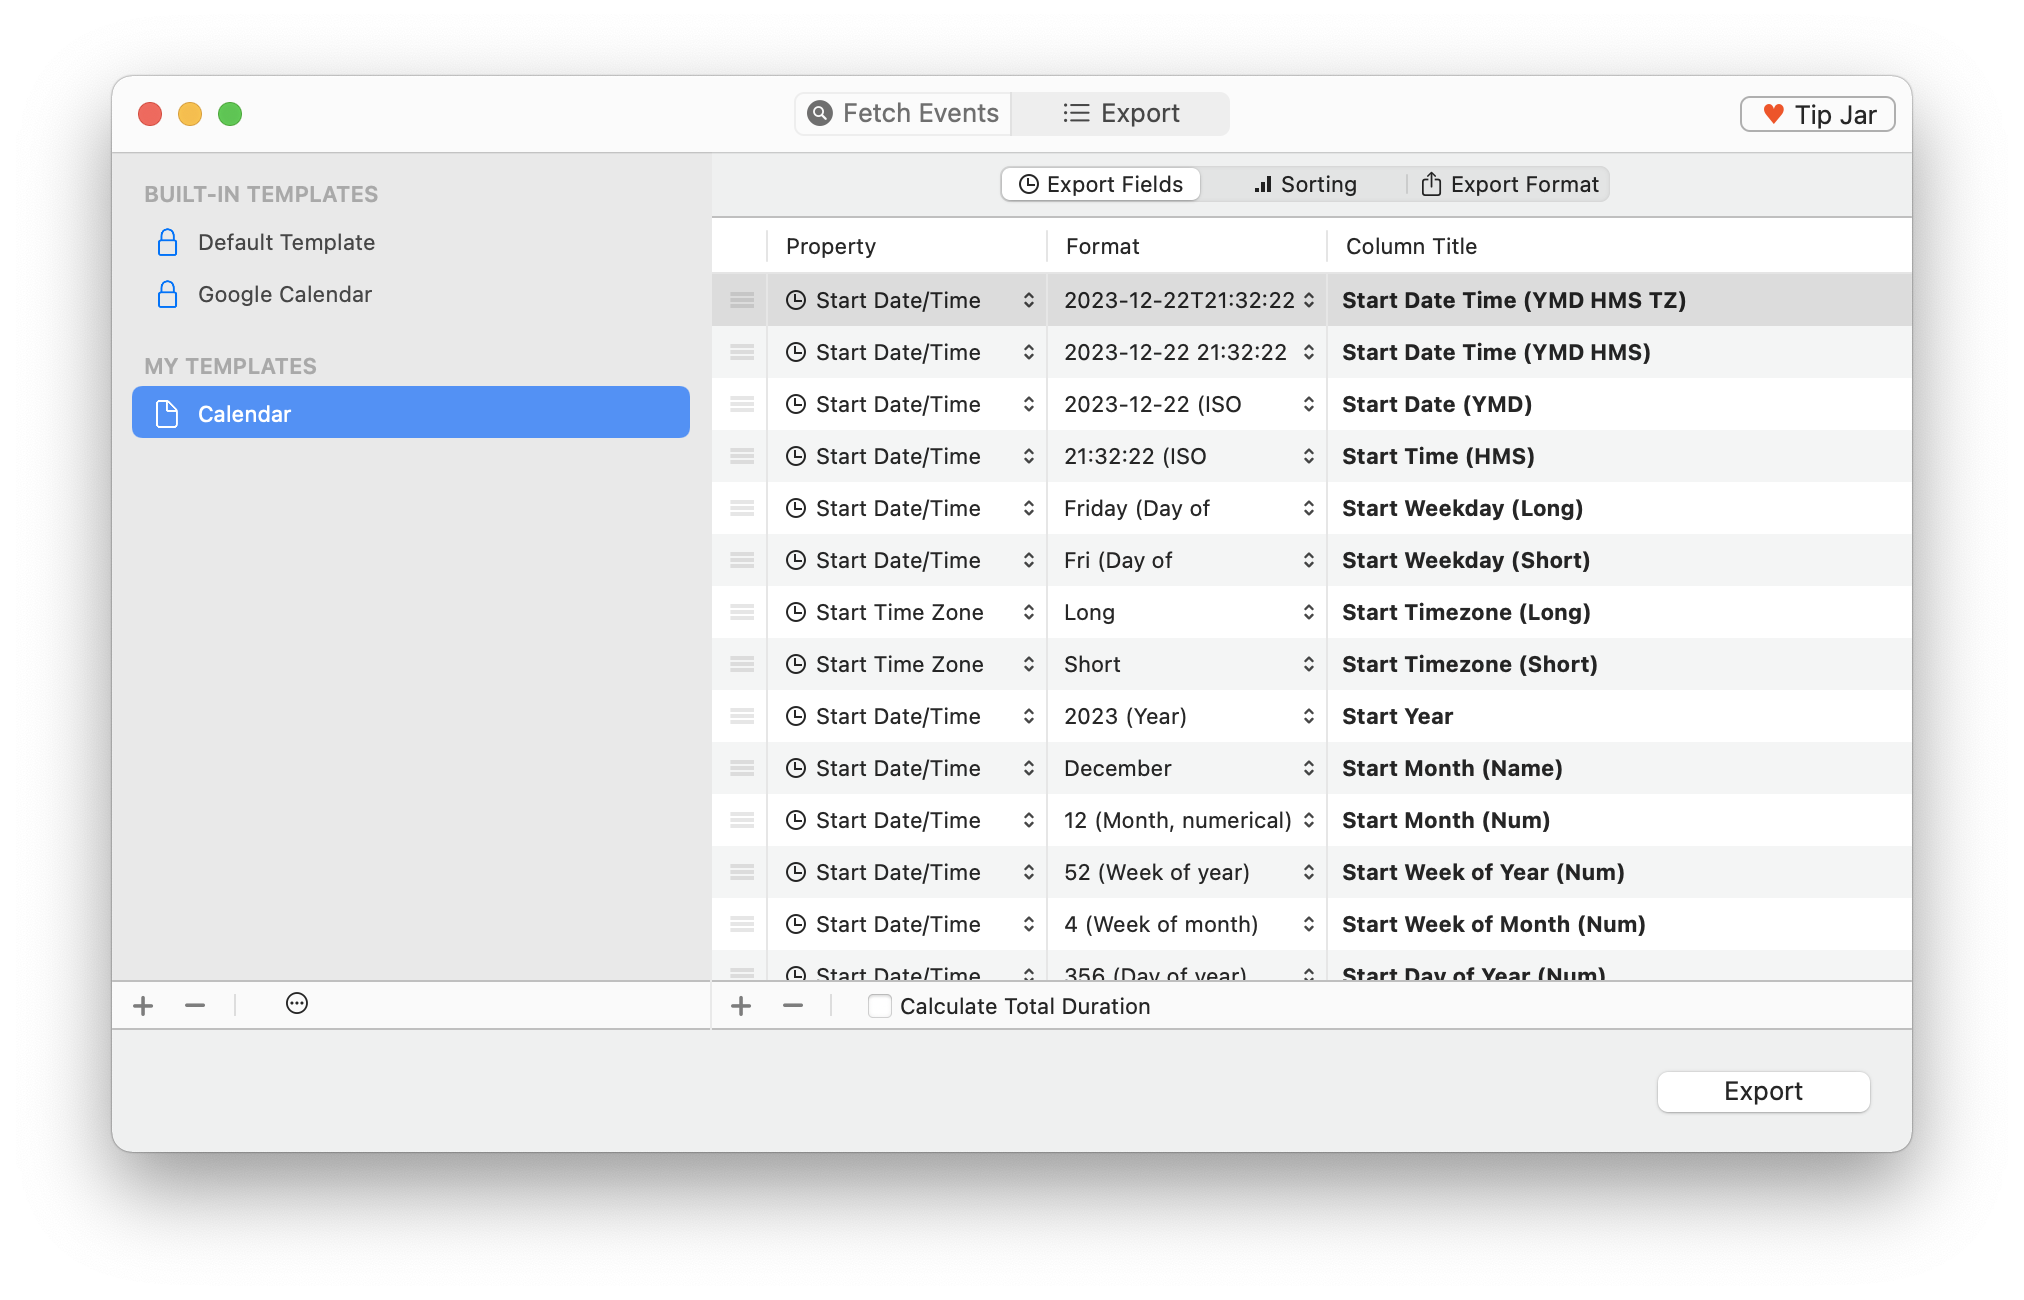 Fetch Events
Export
Tip Jar
BUILT-IN TEMPLATES
Default Template
Google Calendar
MY TEMPLATES
Calendar
Export Fields
Sorting
Export Format
Property Format Column Title
Start Date/Time 2023-12-22T21:32:22 Start Date Time (YMD HMS TZ)
Start Date/Time 2023-12-22 21:32:22 Start Date Time (YMD HMS)
Start Date/Time 2023-12-22 (ISO Start Date (YMD)
Start Date/Time 21:32:22 (ISO Start Time (HMS)
Start Date/Time Friday (Day of Start Weekday (Long)
Start Date/Time Fri (Day of Start Weekday (Short)
Start Time Zone Long Start Timezone (Long)
Start Time Zone Short Start Timezone (Short)
Start Date/Time 2023 (Year) Start Year
Start Date/Time December Start Month (Name)
Start Date/Time 12 (Month, numerical) Start Month (Num)
Start Date/Time 52 (Week of year) Start Week of Year (Num)
Start Date/Time 4 (Week of month) Start Week of Month (Num)
Start Date/Time 356 (Day of year) Start Day of Year (Num)
Calculate Total Duration
Export